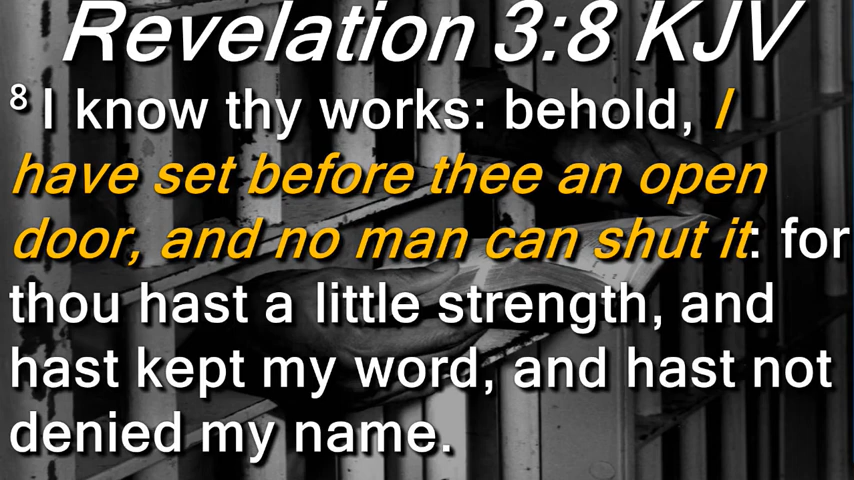 Revelation 3:8 KJV
8 I know thy works: behold, I
have set before thee an open
door, and no man can shut it: for
thou hast a little strength, and
hast kept my word, and hast not
denied my name.